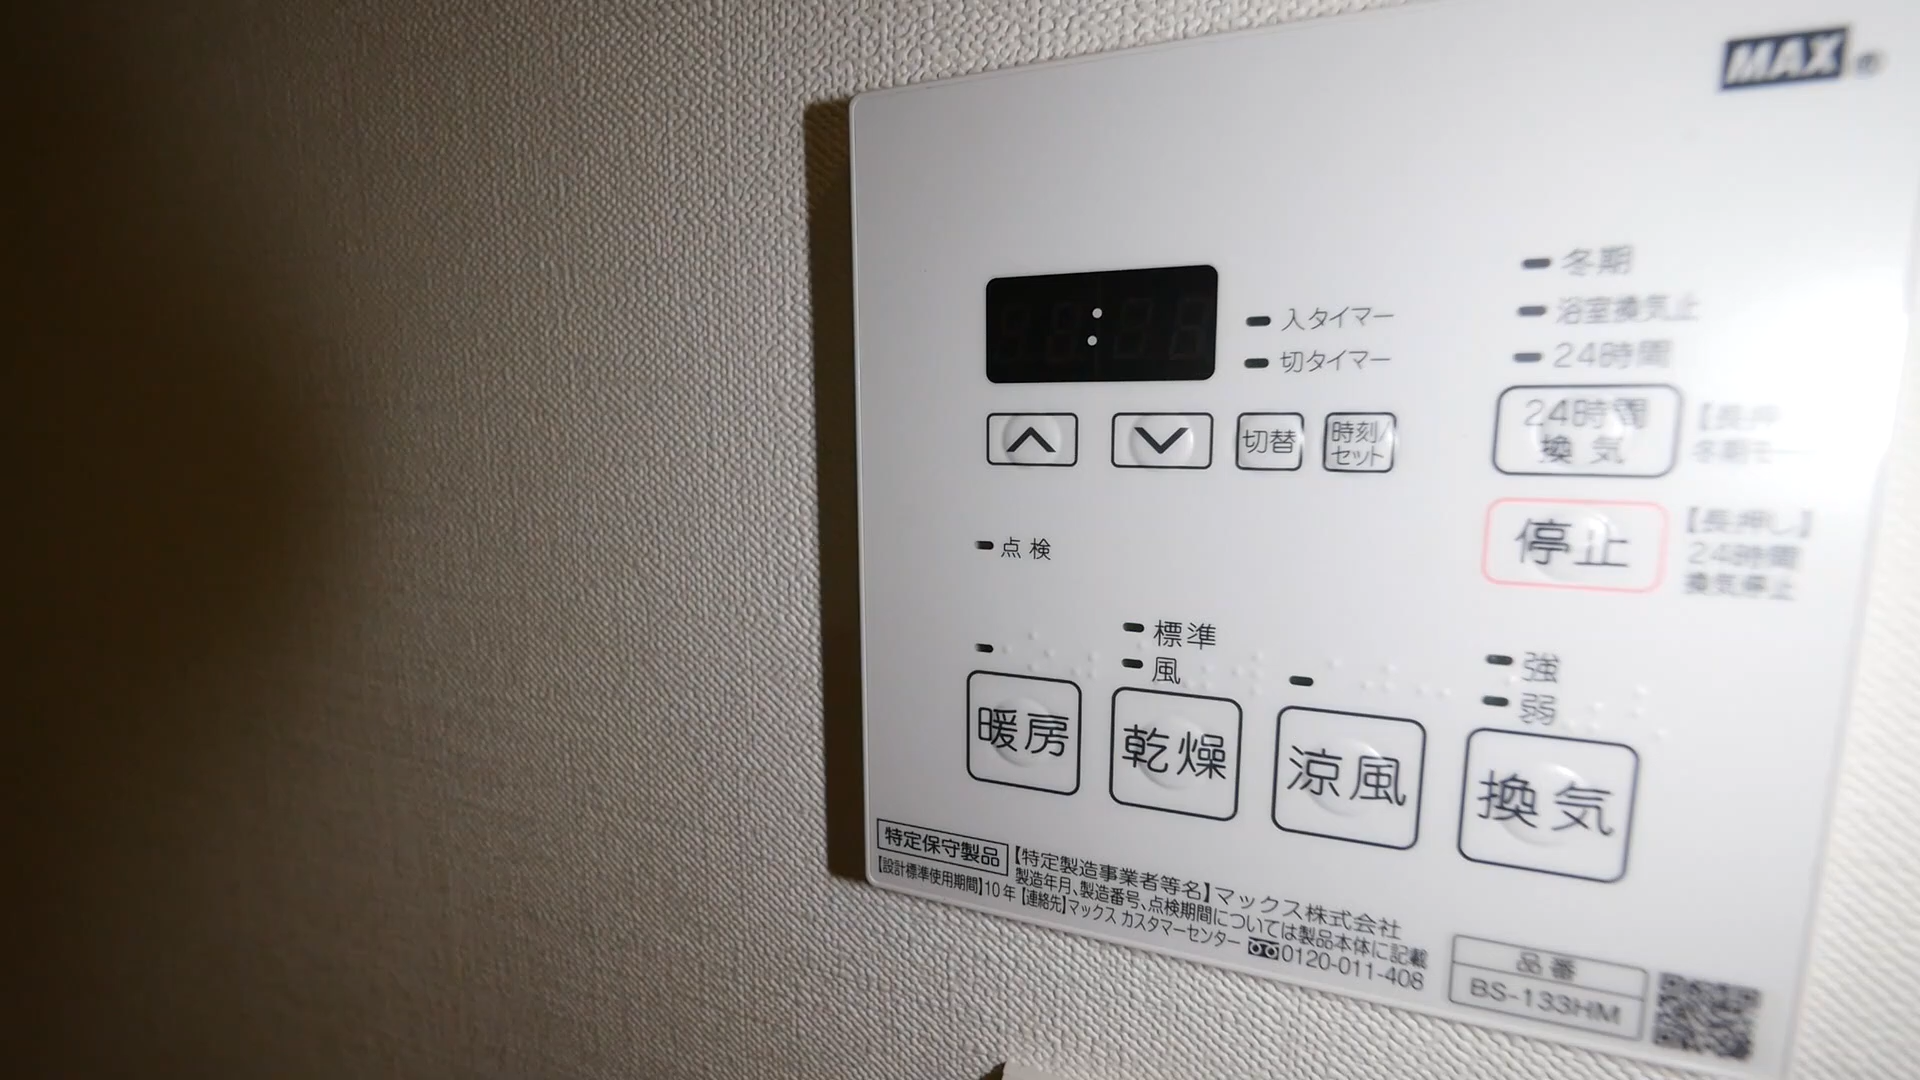 MAX
冬期
浴室換気止
24時間
入タイマー
切タイマー
24時間
換気
【長押
冬期モー
切替
時刻/
セット
停止
【長押し】
24時間
換気停止
点検
標準
風
強
弱
暖房
乾燥
涼風
換気
特定保守製品
【特定製造事業者等名】マックス株式会社
製造年月、製造番号、点検期間については製品本体に記載
【設計標準使用期間】10年【連絡先】マックス カスタマーセンター 0120-011-408
品番
BS-133HM